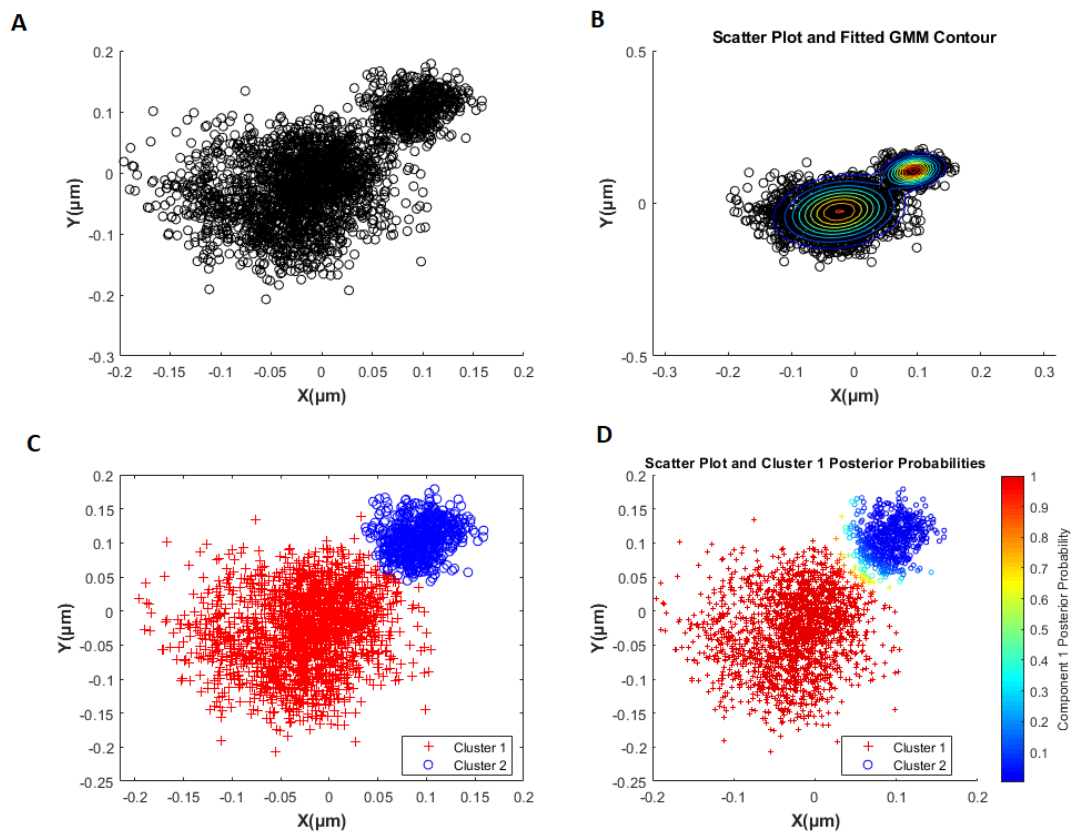 A
0.2
0.1
0
-0.1
-0.2
-0.3
Y(μm)
-0.2 -0.15 -0.1 -0.05 0 0.05 0.1 0.15 0.2
X(μm)
B
Scatter Plot and Fitted GMM Contour
0.5
0
-0.5
Y(μm)
-0.3 -0.2 -0.1 0 0.1 0.2 0.3
X(μm)
C
0.2
0.15
0.1
0.05
0
-0.05
-0.1
-0.15
-0.2
-0.25
Y(μm)
-0.2 -0.15 -0.1 -0.05 0 0.05 0.1 0.15 0.2
X(μm)
Cluster 1
Cluster 2
D
Scatter Plot and Cluster 1 Posterior Probabilities
0.2
0.15
0.1
0.05
0
-0.05
-0.1
-0.15
-0.2
-0.25
Y(μm)
-0.2 -0.1 0 0.1 0.2
X(μm)
Cluster 1
Cluster 2
1
0.9
0.8
0.7
0.6
0.5
0.4
0.3
0.2
0.1
Component 1 Posterior Probability